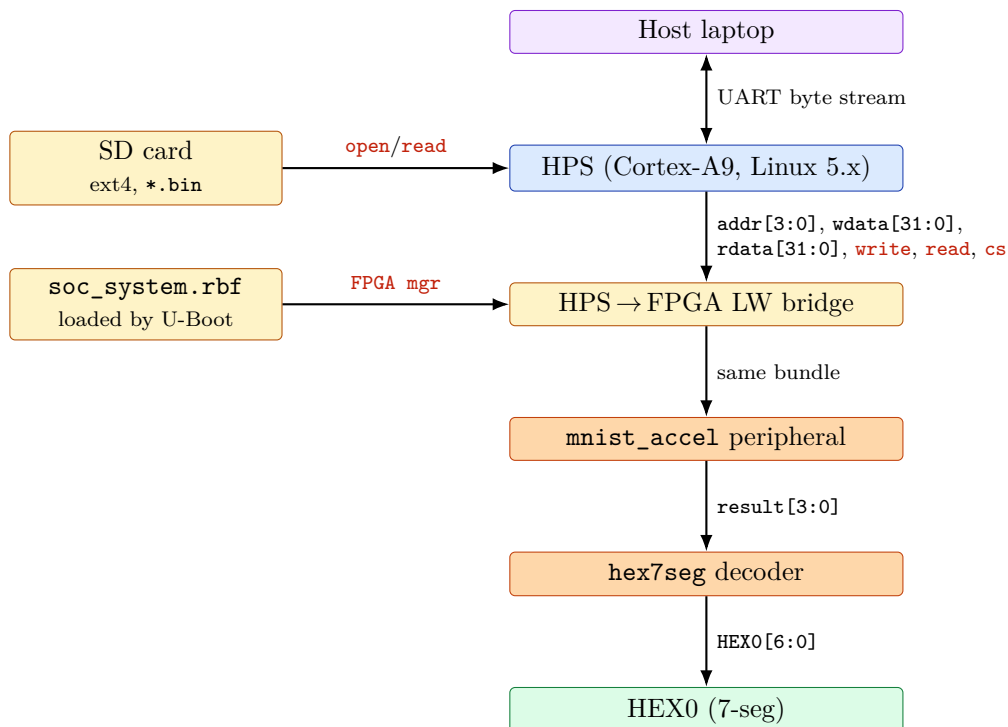 Host laptop
UART byte stream
SD card
ext4, *.bin
open/read
HPS (Cortex-A9, Linux 5.x)
addr[3:0], wdata[31:0],
rdata[31:0], write, read, cs
soc_system.rbf
loaded by U-Boot
FPGA mgr
HPS→FPGA LW bridge
same bundle
mnist_accel peripheral
result[3:0]
hex7seg decoder
HEX0[6:0]
HEX0 (7-seg)